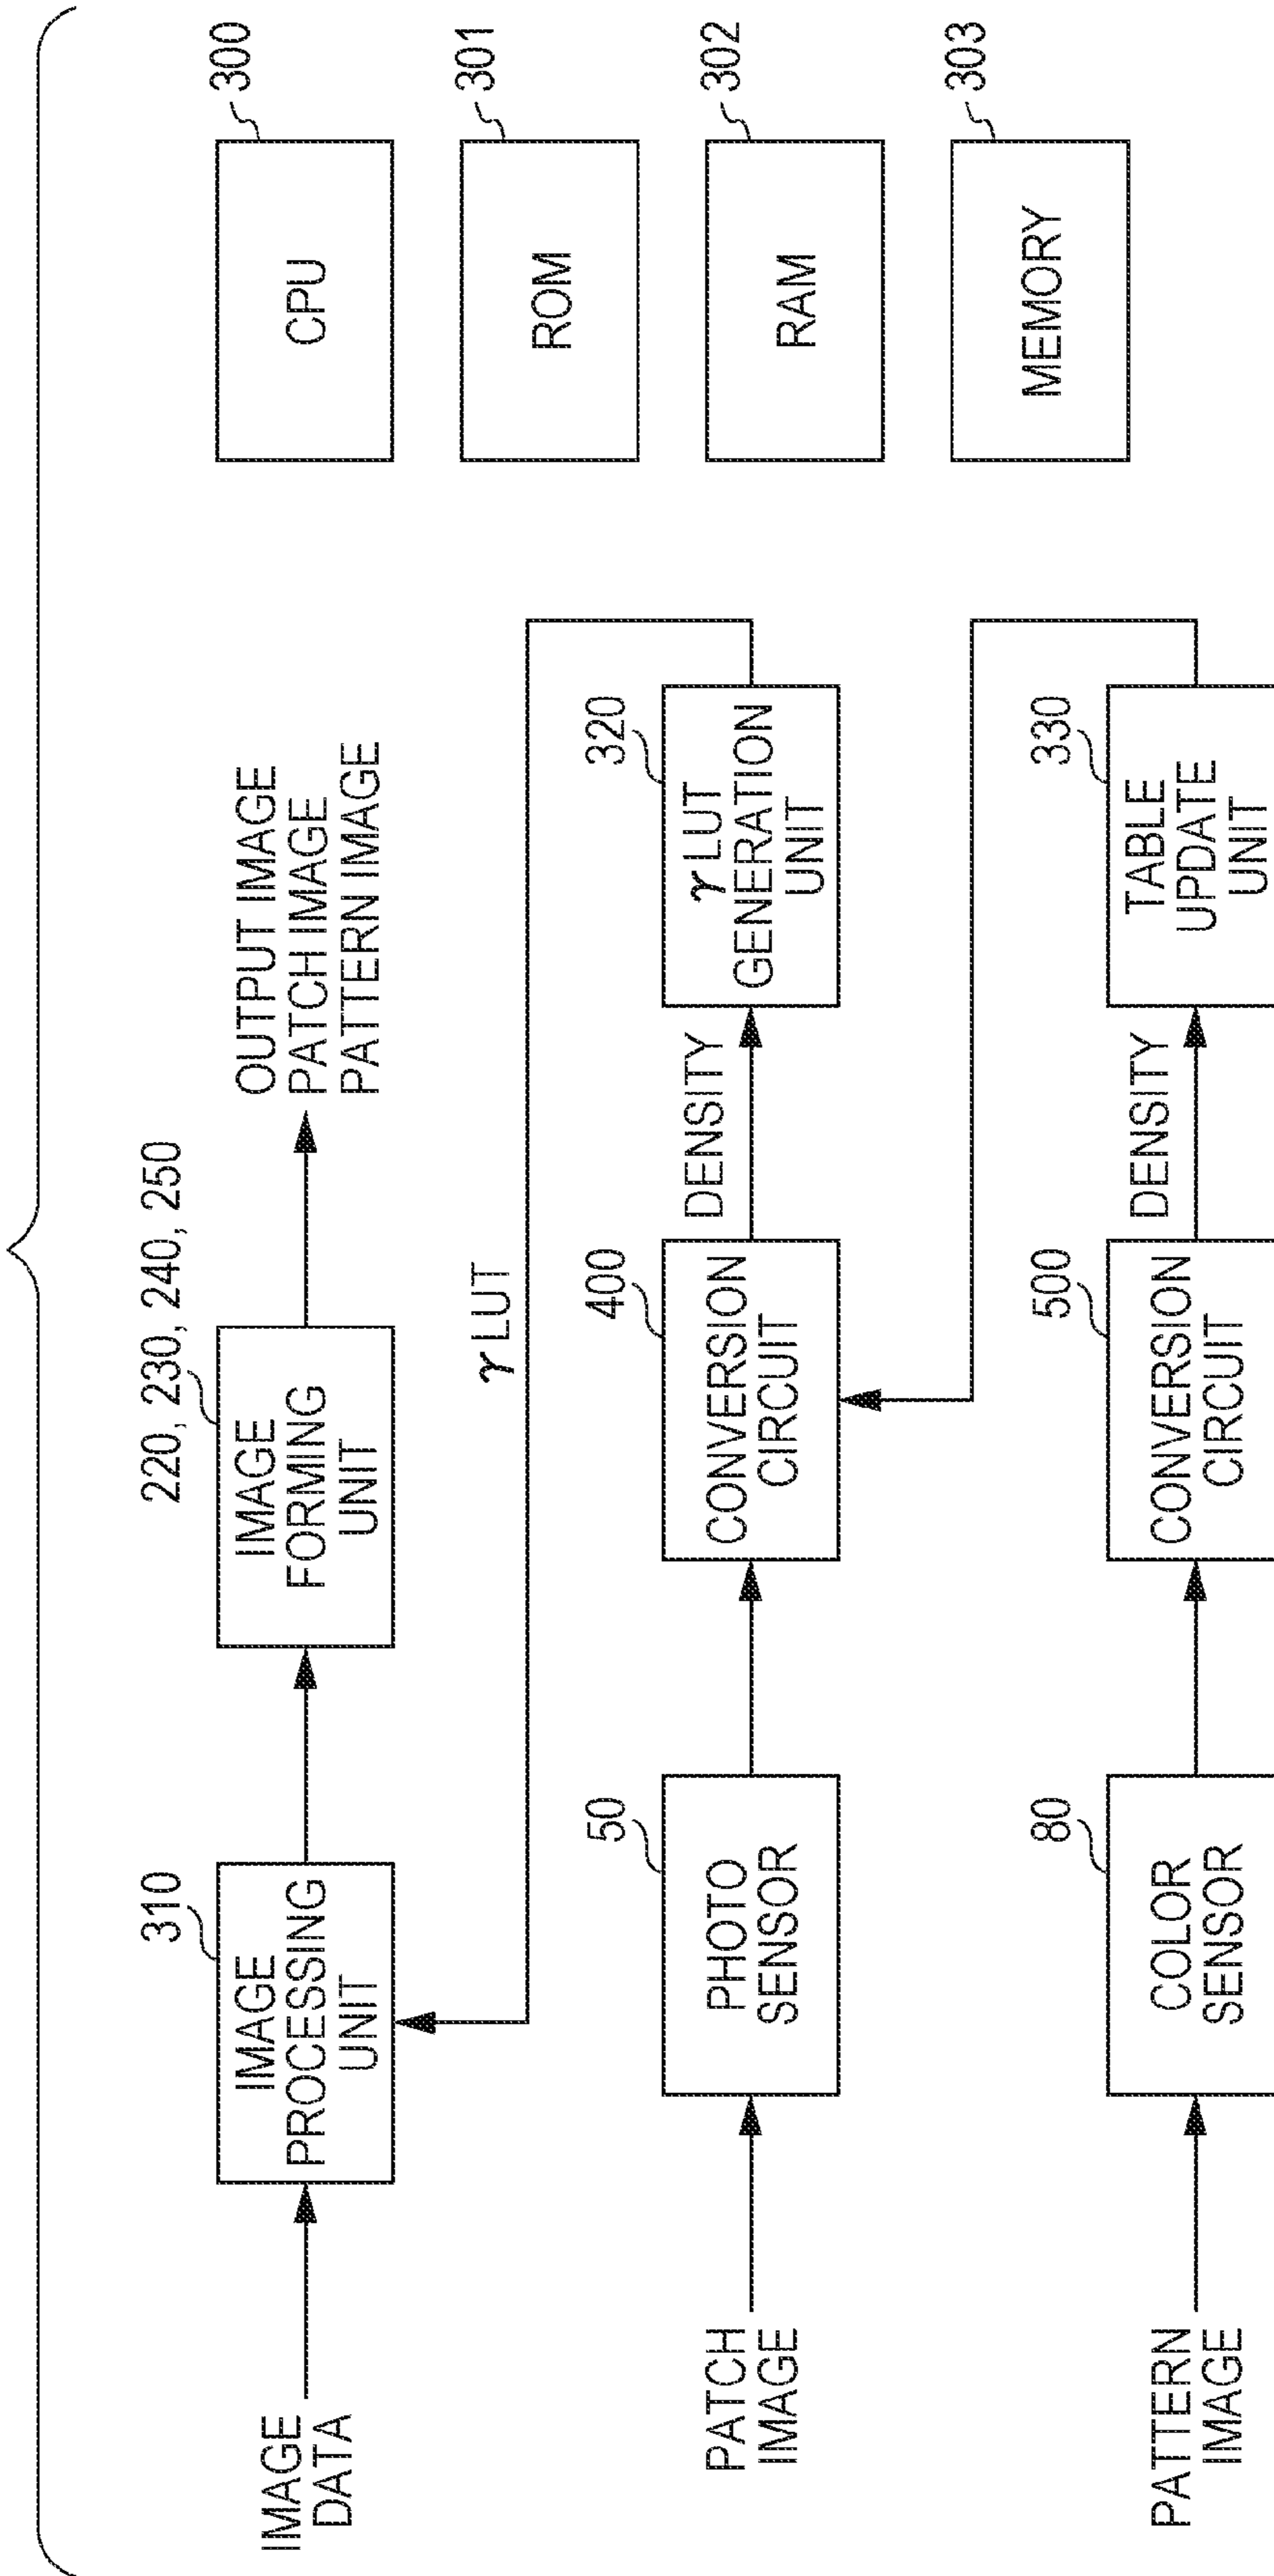 IMAGE
DATA
310
IMAGE
PROCESSING
UNIT
220, 230, 240, 250
IMAGE
FORMING
UNIT
OUTPUT IMAGE
PATCH IMAGE
PATTERN IMAGE
γ LUT
PATCH
IMAGE
50
PHOTO
SENSOR
400
CONVERSION
CIRCUIT
DENSITY
320
γ LUT
GENERATION
UNIT
PATTERN
IMAGE
80
COLOR
SENSOR
500
CONVERSION
CIRCUIT
DENSITY
330
TABLE
UPDATE
UNIT
CPU
300
ROM
301
RAM
302
MEMORY
303